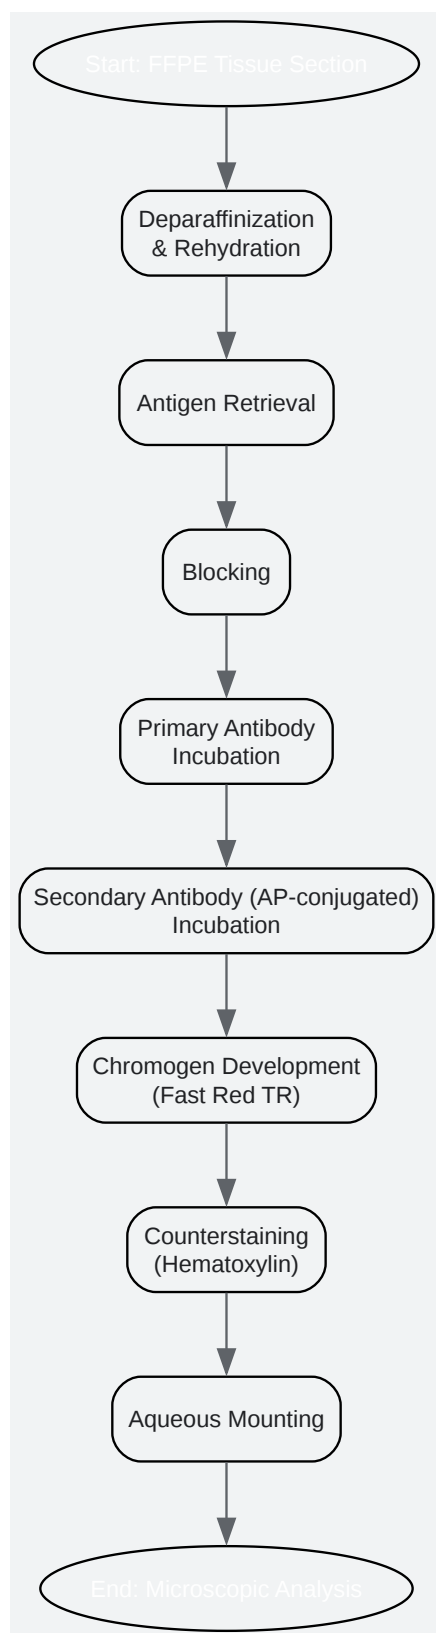 Start: FFPE Tissue Section
Deparaffinization
& Rehydration
Antigen Retrieval
Blocking
Primary Antibody
Incubation
Secondary Antibody (AP-conjugated)
Incubation
Chromogen Development
(Fast Red TR)
Counterstaining
(Hematoxylin)
Aqueous Mounting
End: Microscopic Analysis